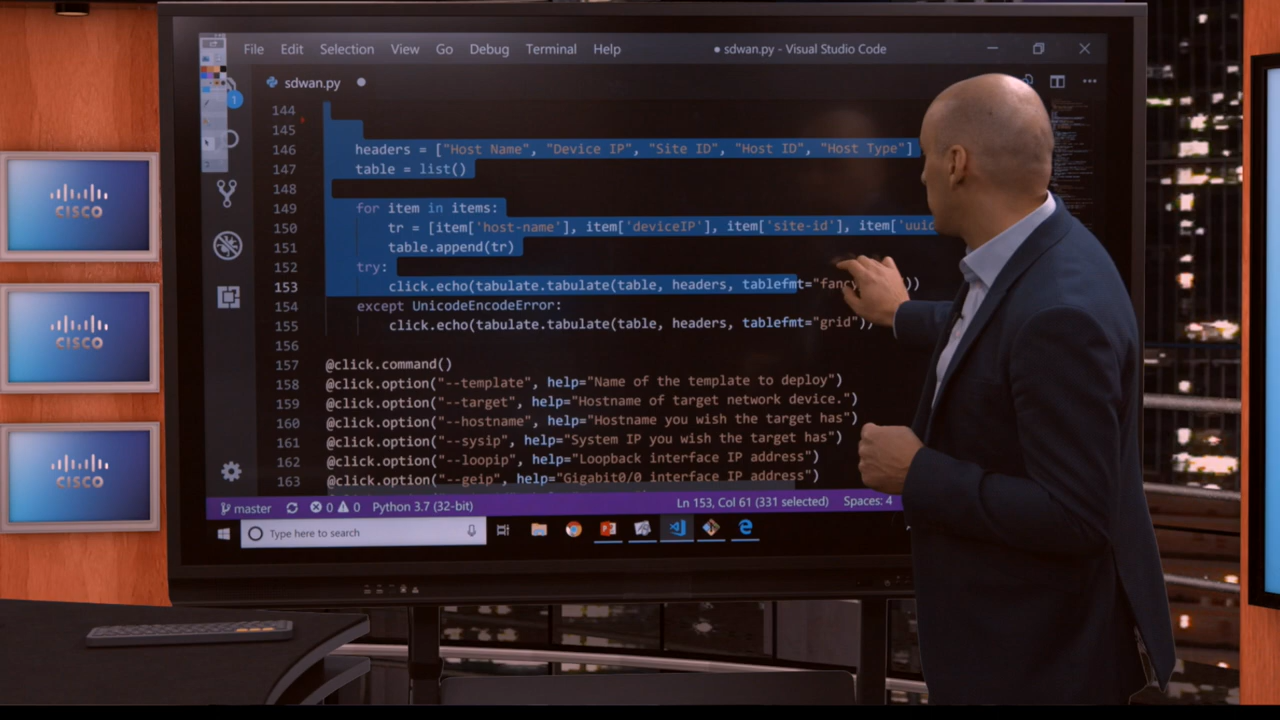 File Edit Selection View Go Debug Terminal Help
● sdwan.py - Visual Studio Code
sdwan.py
1
144
145
146 headers = ["Host Name", "Device IP", "Site ID", "Host ID", "Host Type"]
147 table = list()
148
149 for item in items:
150 tr = [item['host-name'], item['deviceIP'], item['site-id'], item['uuid
151 table.append(tr)
152 try:
153 click.echo(tabulate.tabulate(table, headers, tablefmt="fancy ))
154 except UnicodeEncodeError:
155 click.echo(tabulate.tabulate(table, headers, tablefmt="grid"))
156
157 @click.command()
158 @click.option("--template", help="Name of the template to deploy")
159 @click.option("--target", help="Hostname of target network device.")
160 @click.option("--hostname", help="Hostname you wish the target has")
161 @click.option("--sysip", help="System IP you wish the target has")
162 @click.option("--loopip", help="Loopback interface IP address")
163 @click.option("--geip", help="Gigabit0/0 interface IP address")
master 0 0 Python 3.7 (32-bit) Ln 153, Col 61 (331 selected) Spaces: 4
Type here to search
CISCO
CISCO
CISCO